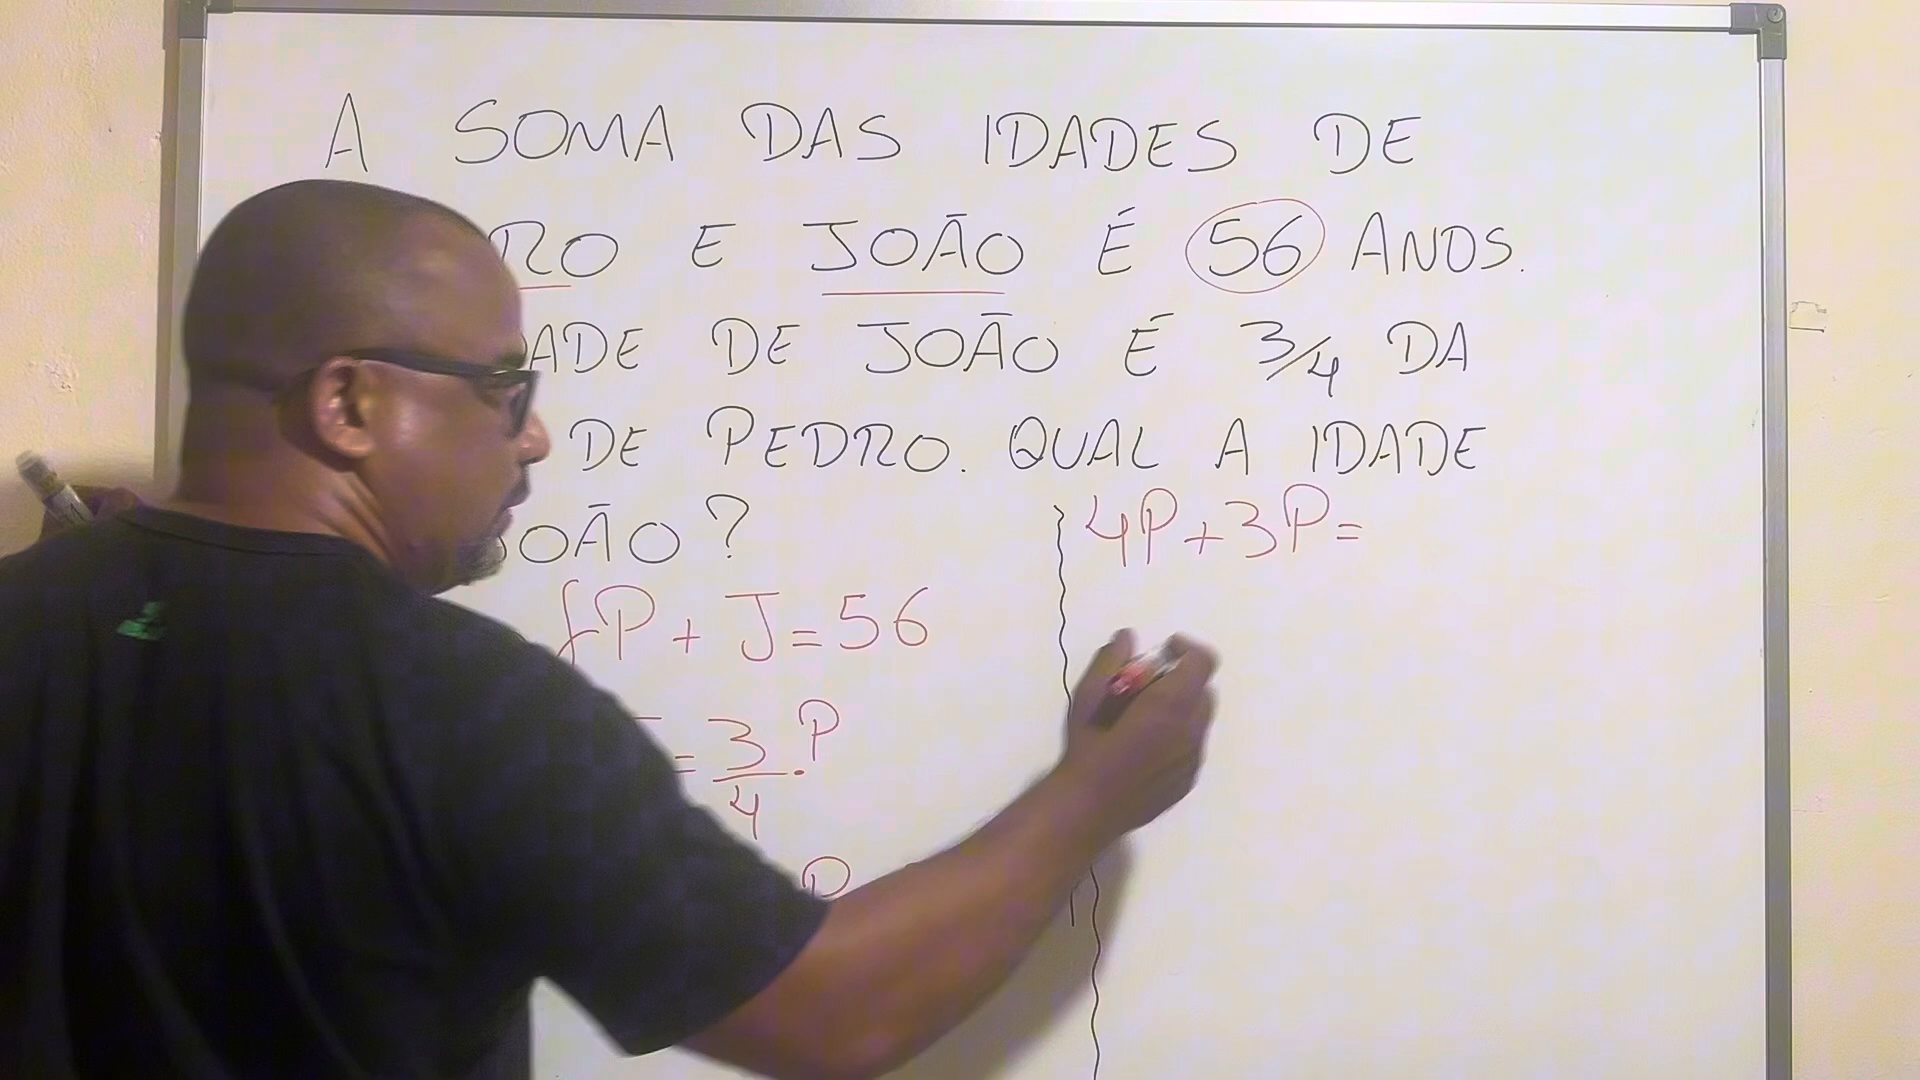 A SOMA DAS IDADES DE
RO E JOÃO É 56 ANOS.
ADE DE JOÃO É 3/4 DA
DE PEDRO. QUAL A IDADE
OÃO?
4P+3P=
{P + J = 56
= 3/4 . P
P